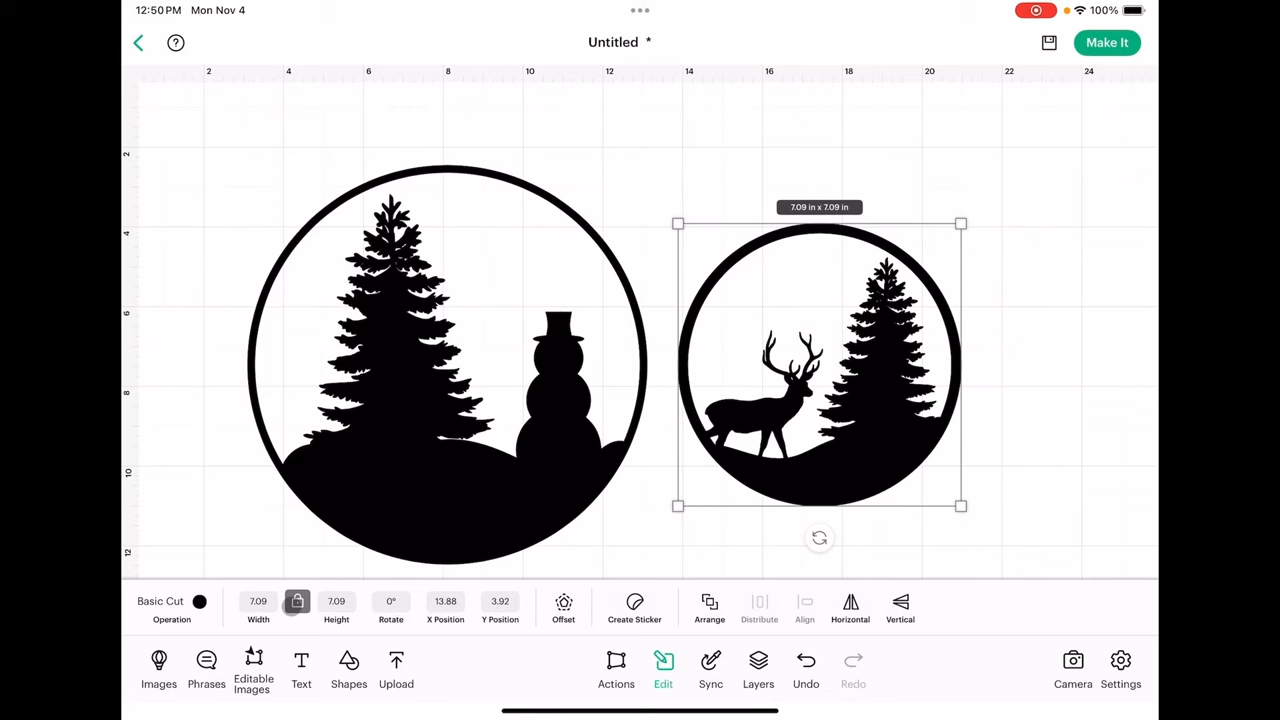 12:50 PM Mon Nov 4
100%
Untitled *
Make It
2 4 6 8 10 12 14 16 18 20 22 24
2
4
6
8
10
12
7.09 in x 7.09 in
Basic Cut
Operation
7.09
Width
7.09
Height
0°
Rotate
13.88
X Position
3.92
Y Position
Offset
Create Sticker
Arrange
Distribute
Align
Horizontal
Vertical
Images
Phrases
Editable
Images
Text
Shapes
Upload
Actions
Edit
Sync
Layers
Undo
Redo
Camera
Settings